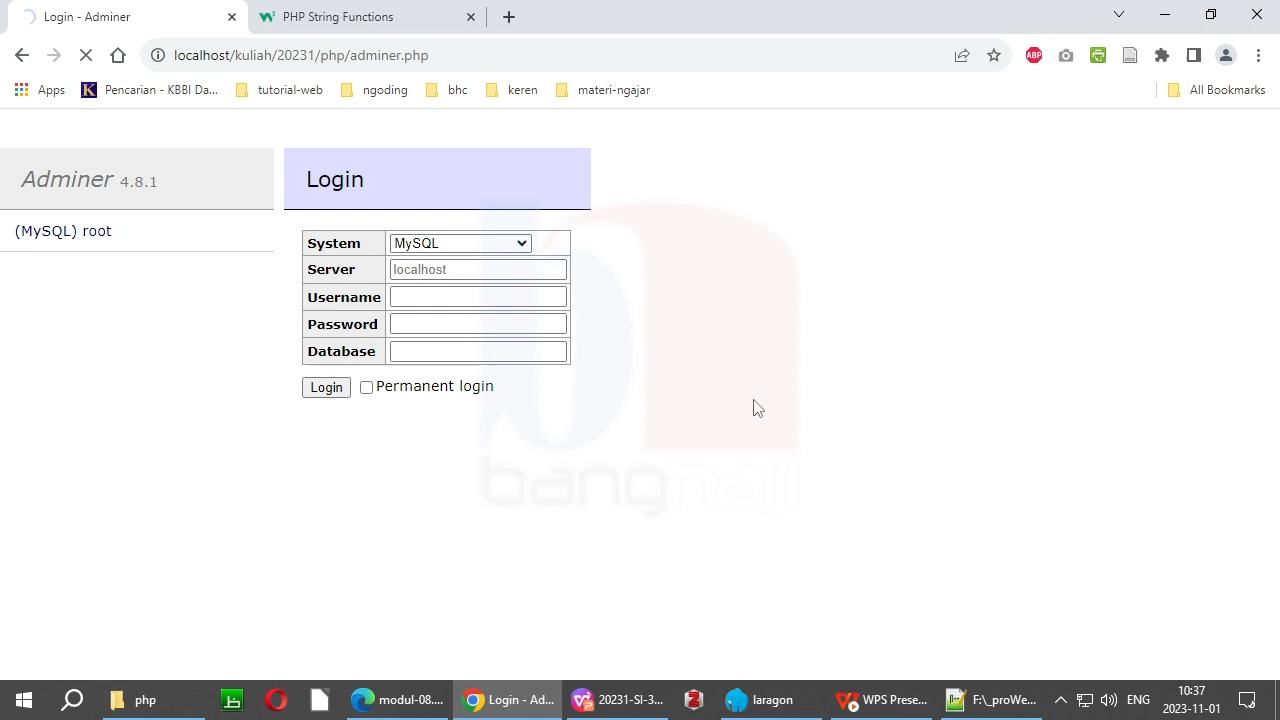 Login - Adminer
PHP String Functions
localhost/kuliah/20231/php/adminer.php
ABP
Apps
K
Pencarian - KBBI Da...
tutorial-web
ngoding
bhc
keren
materi-ngajar
All Bookmarks
Adminer 4.8.1
Login
(MySQL) root
System MySQL
Server localhost
Username
Password
Database
Login Permanent login
banghaji
php
modul-08....
Login - Ad...
20231-SI-3...
laragon
WPS Prese...
F:\_proWe...
ENG
10:37
2023-11-01